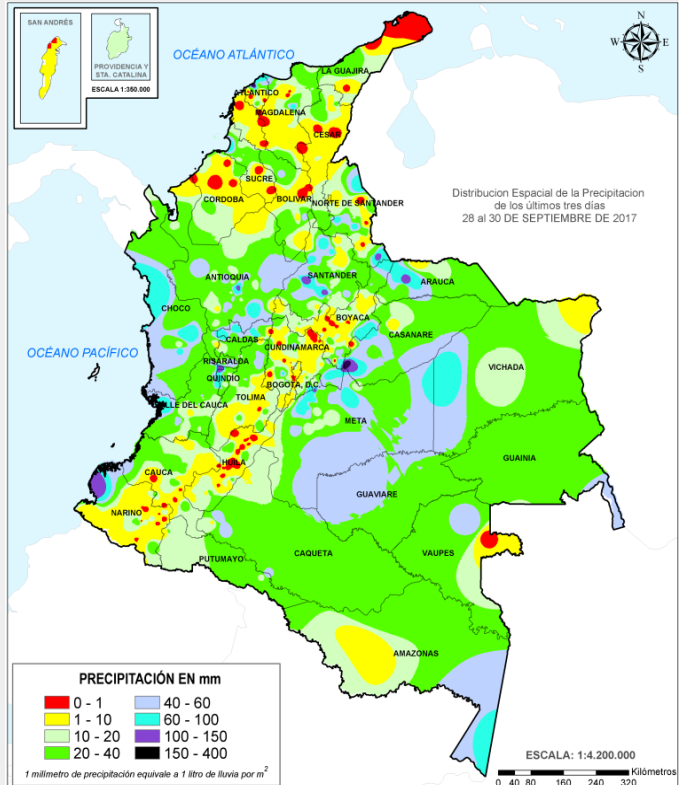 SAN ANDRÉS
PROVIDENCIA Y
STA. CATALINA
ESCALA 1:350.000
N
W
E
S
OCÉANO ATLÁNTICO
LA GUAJIRA
ATLANTICO
MAGDALENA
CESAR
SUCRE
CORDOBA
BOLIVAR
NORTE DE SANTANDER
Distribucion Espacial de la Precipitacion
de los últimos tres días
28 al 30 DE SEPTIEMBRE DE 2017
ANTIOQUIA
SANTANDER
ARAUCA
CHOCO
BOYACA
CASANARE
CALDAS
CUNDINAMARCA
OCÉANO PACÍFICO
RISARALDA
VICHADA
QUINDIO
BOGOTA, D.C.
TOLIMA
VALLE DEL CAUCA
META
GUAINIA
HUILA
CAUCA
GUAVIARE
NARINO
PUTUMAYO
CAQUETA
VAUPES
AMAZONAS
PRECIPITACIÓN EN mm
0 - 1
40 - 60
1 - 10
60 - 100
10 - 20
100 - 150
20 - 40
150 - 400
1 milímetro de precipitación equivale a 1 litro de lluvia por m2
ESCALA: 1:4.200.000
Kilómetros
0 40 80 160 240 320